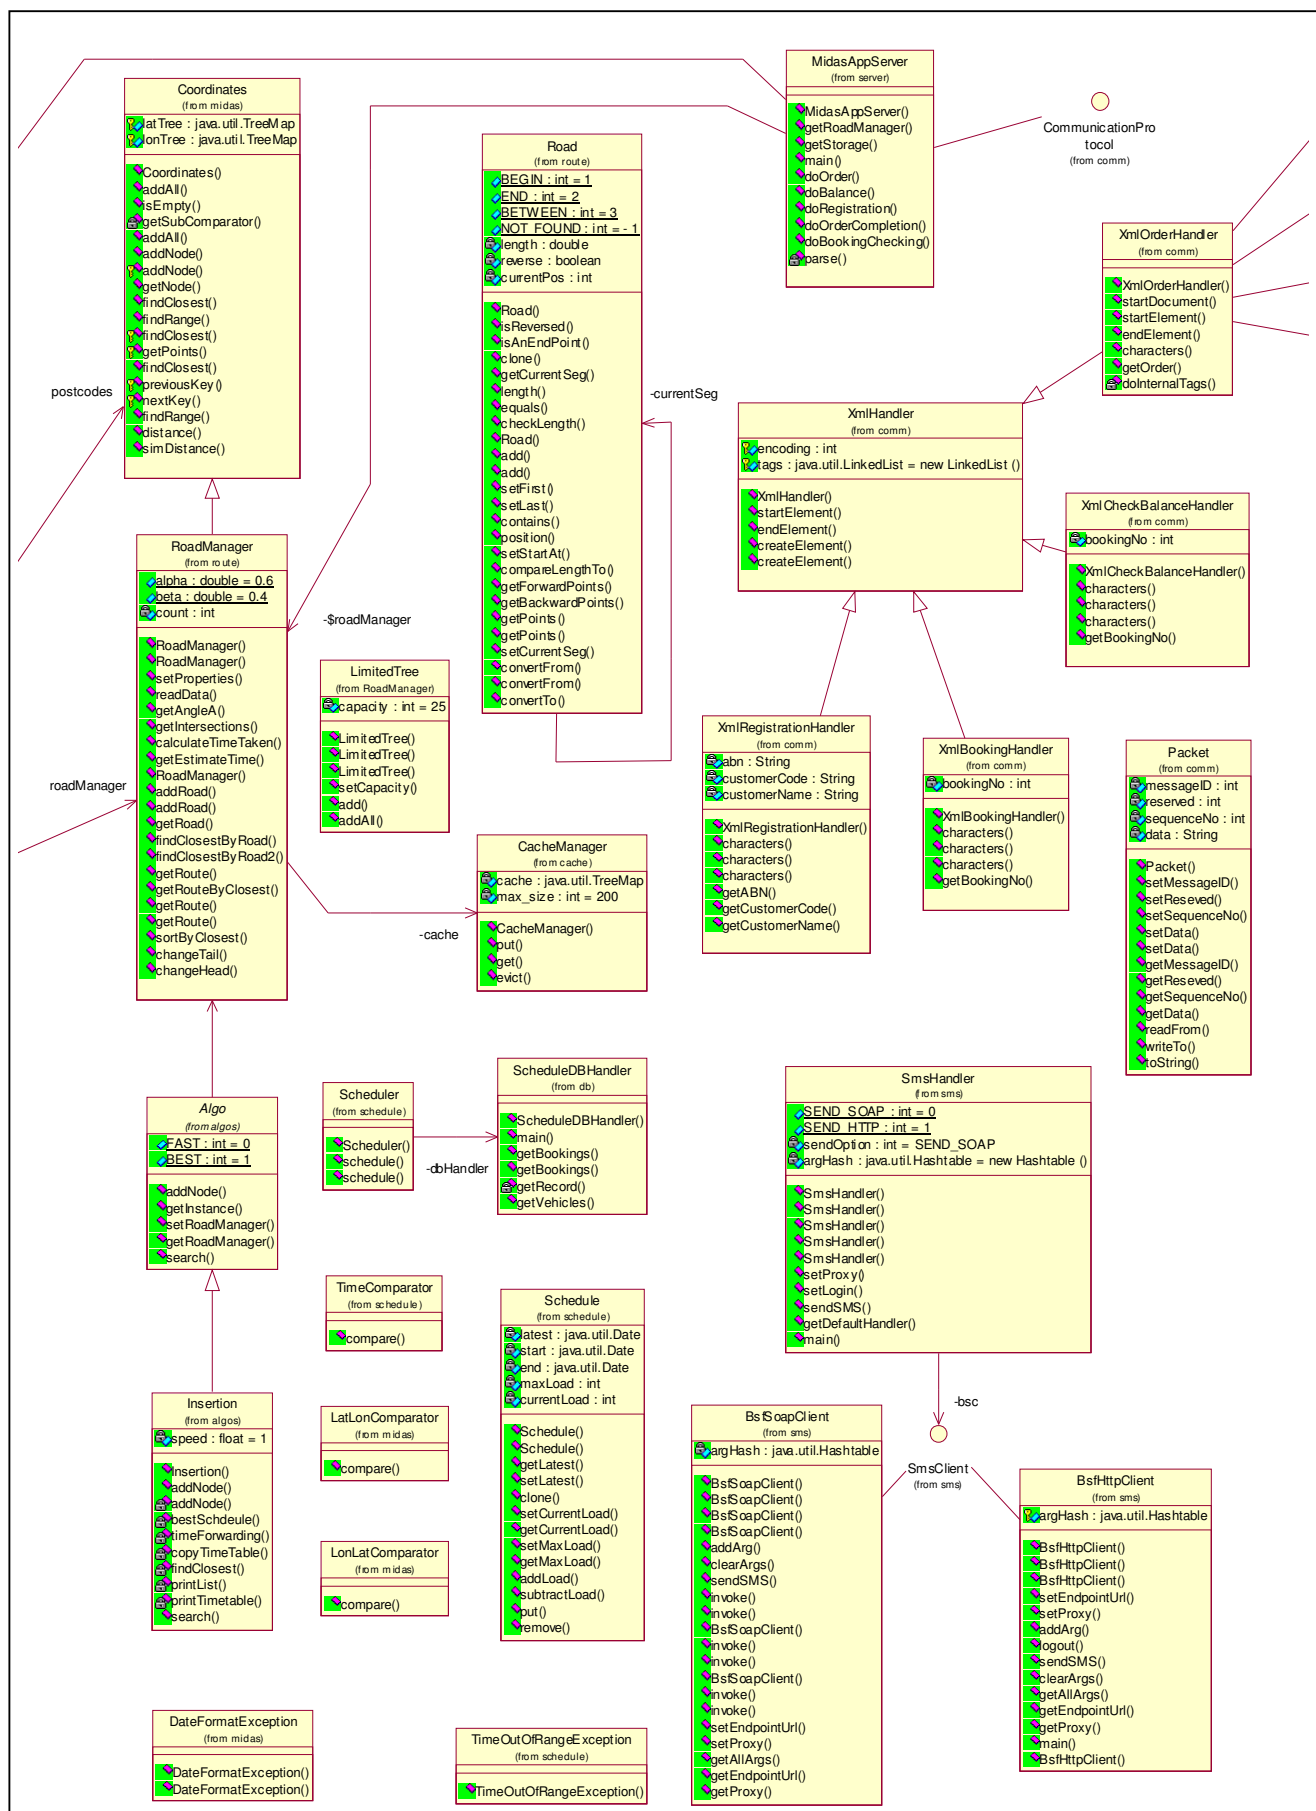 Coordinates
(from midas)
latTree : java.util.TreeMap
lonTree : java.util.TreeMap
Coordinates()
addAll()
isEmpty()
getSubComparator()
addAll()
addNode()
addNode()
getNode()
findClosest()
findRange()
findClosest()
getPoints()
findClosest()
previousKey()
nextKey()
findRange()
distance()
simDistance()
postcodes
MidasAppServer
(from server)
MidasAppServer()
getRoadManager()
getStorage()
main()
doOrder()
doBalance()
doRegistration()
doOrderCompletion()
doBookingChecking()
parse()
CommunicationPro
tocol
(from comm)
Road
(from route)
BEGIN : int = 1
END : int = 2
BETWEEN : int = 3
NOT_FOUND : int = - 1
length : double
reverse : boolean
currentPos : int
Road()
isReversed()
isAnEndPoint()
clone()
getCurrentSeg()
length()
equals()
checkLength()
Road()
add()
add()
setFirst()
setLast()
contains()
position()
setStartAt()
compareLengthTo()
getForwardPoints()
getBackwardPoints()
getPoints()
getPoints()
setCurrentSeg()
convertFrom()
convertFrom()
convertTo()
-currentSeg
XmlOrderHandler
(from comm)
XmlOrderHandler()
startDocument()
startElement()
endElement()
characters()
getOrder()
doInternalTags()
XmlHandler
(from comm)
encoding : int
tags : java.util.LinkedList = new LinkedList ()
XmlHandler()
startElement()
endElement()
createElement()
createElement()
XmlCheckBalanceHandler
(from comm)
bookingNo : int
XmlCheckBalanceHandler()
characters()
characters()
characters()
getBookingNo()
RoadManager
(from route)
alpha : double = 0.6
beta : double = 0.4
count : int
RoadManager()
RoadManager()
setProperties()
readData()
getAngleA()
getIntersections()
calculateTimeTaken()
getEstimateTime()
RoadManager()
addRoad()
addRoad()
getRoad()
findClosestByRoad()
findClosestByRoad2()
getRoute()
getRouteByClosest()
getRoute()
getRoute()
sortByClosest()
changeTail()
changeHead()
-$roadManager
roadManager
LimitedTree
(from RoadManager)
capacity : int = 25
LimitedTree()
LimitedTree()
LimitedTree()
setCapacity()
add()
addAll()
CacheManager
(from cache)
cache : java.util.TreeMap
max_size : int = 200
CacheManager()
put()
get()
evict()
-cache
XmlRegistrationHandler
(from comm)
abn : String
customerCode : String
customerName : String
XmlRegistrationHandler()
characters()
characters()
characters()
getABN()
getCustomerCode()
getCustomerName()
XmlBookingHandler
(from comm)
bookingNo : int
XmlBookingHandler()
characters()
characters()
characters()
getBookingNo()
Packet
(from comm)
messageID : int
reserved : int
sequenceNo : int
data : String
Packet()
setMessageID()
setReseved()
setSequenceNo()
setData()
setData()
getMessageID()
getReseved()
getSequenceNo()
getData()
readFrom()
writeTo()
toString()
Algo
(from algos)
FAST : int = 0
BEST : int = 1
addNode()
getInstance()
setRoadManager()
getRoadManager()
search()
Scheduler
(from schedule)
Scheduler()
schedule()
schedule()
-dbHandler
ScheduleDBHandler
(from db)
ScheduleDBHandler()
main()
getBookings()
getBookings()
getRecord()
getVehicles()
SmsHandler
(from sms)
SEND_SOAP : int = 0
SEND_HTTP : int = 1
sendOption : int = SEND_SOAP
argHash : java.util.Hashtable = new Hashtable ()
SmsHandler()
SmsHandler()
SmsHandler()
SmsHandler()
SmsHandler()
setProxy()
setLogin()
sendSMS()
getDefaultHandler()
main()
-bsc
TimeComparator
(from schedule)
compare()
Schedule
(from schedule)
latest : java.util.Date
start : java.util.Date
end : java.util.Date
maxLoad : int
currentLoad : int
Schedule()
Schedule()
getLatest()
setLatest()
clone()
setCurrentLoad()
getCurrentLoad()
setMaxLoad()
getMaxLoad()
addLoad()
subtractLoad()
put()
remove()
Insertion
(from algos)
speed : float = 1
Insertion()
addNode()
addNode()
bestSchdeule()
timeForwarding()
copyTimeTable()
findClosest()
printList()
printTimetable()
search()
LatLonComparator
(from midas)
compare()
LonLatComparator
(from midas)
compare()
BsfSoapClient
(from sms)
argHash : java.util.Hashtable
BsfSoapClient()
BsfSoapClient()
BsfSoapClient()
BsfSoapClient()
addArg()
clearArgs()
sendSMS()
invoke()
invoke()
BsfSoapClient()
invoke()
invoke()
BsfSoapClient()
invoke()
invoke()
setEndpointUrl()
setProxy()
getAllArgs()
getEndpointUrl()
getProxy()
SmsClient
(from sms)
BsfHttpClient
(from sms)
argHash : java.util.Hashtable
BsfHttpClient()
BsfHttpClient()
BsfHttpClient()
setEndpointUrl()
setProxy()
addArg()
logout()
sendSMS()
clearArgs()
getAllArgs()
getEndpointUrl()
getProxy()
main()
BsfHttpClient()
DateFormatException
(from midas)
DateFormatException()
DateFormatException()
TimeOutOfRangeException
(from schedule)
TimeOutOfRangeException()